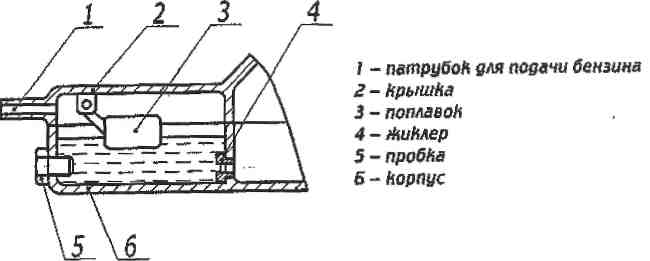 1 2 3 4
1 – патрубок для подачи бензина
2 – крышка
3 – поплавок
4 – жиклер
5 – пробка
6 – корпус
5 6